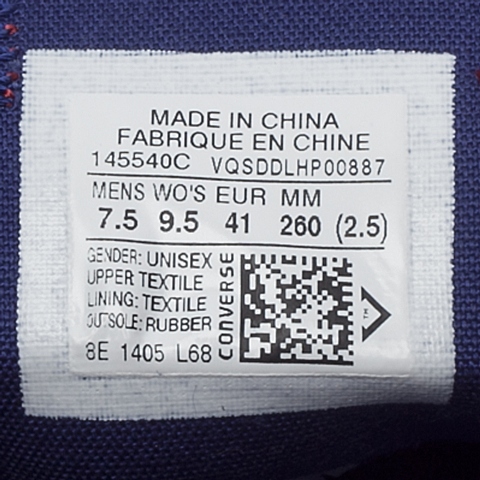 MADE IN CHINA
FABRIQUE EN CHINE
145540C VQSDDLHP00887
MENS WO'S EUR MM
7.5 9.5 41 260 (2.5)
GENDER: UNISEX
UPPER TEXTILE
LINING: TEXTILE
OUTSOLE: RUBBER
8E 1405 L68
CONVERSE
TM